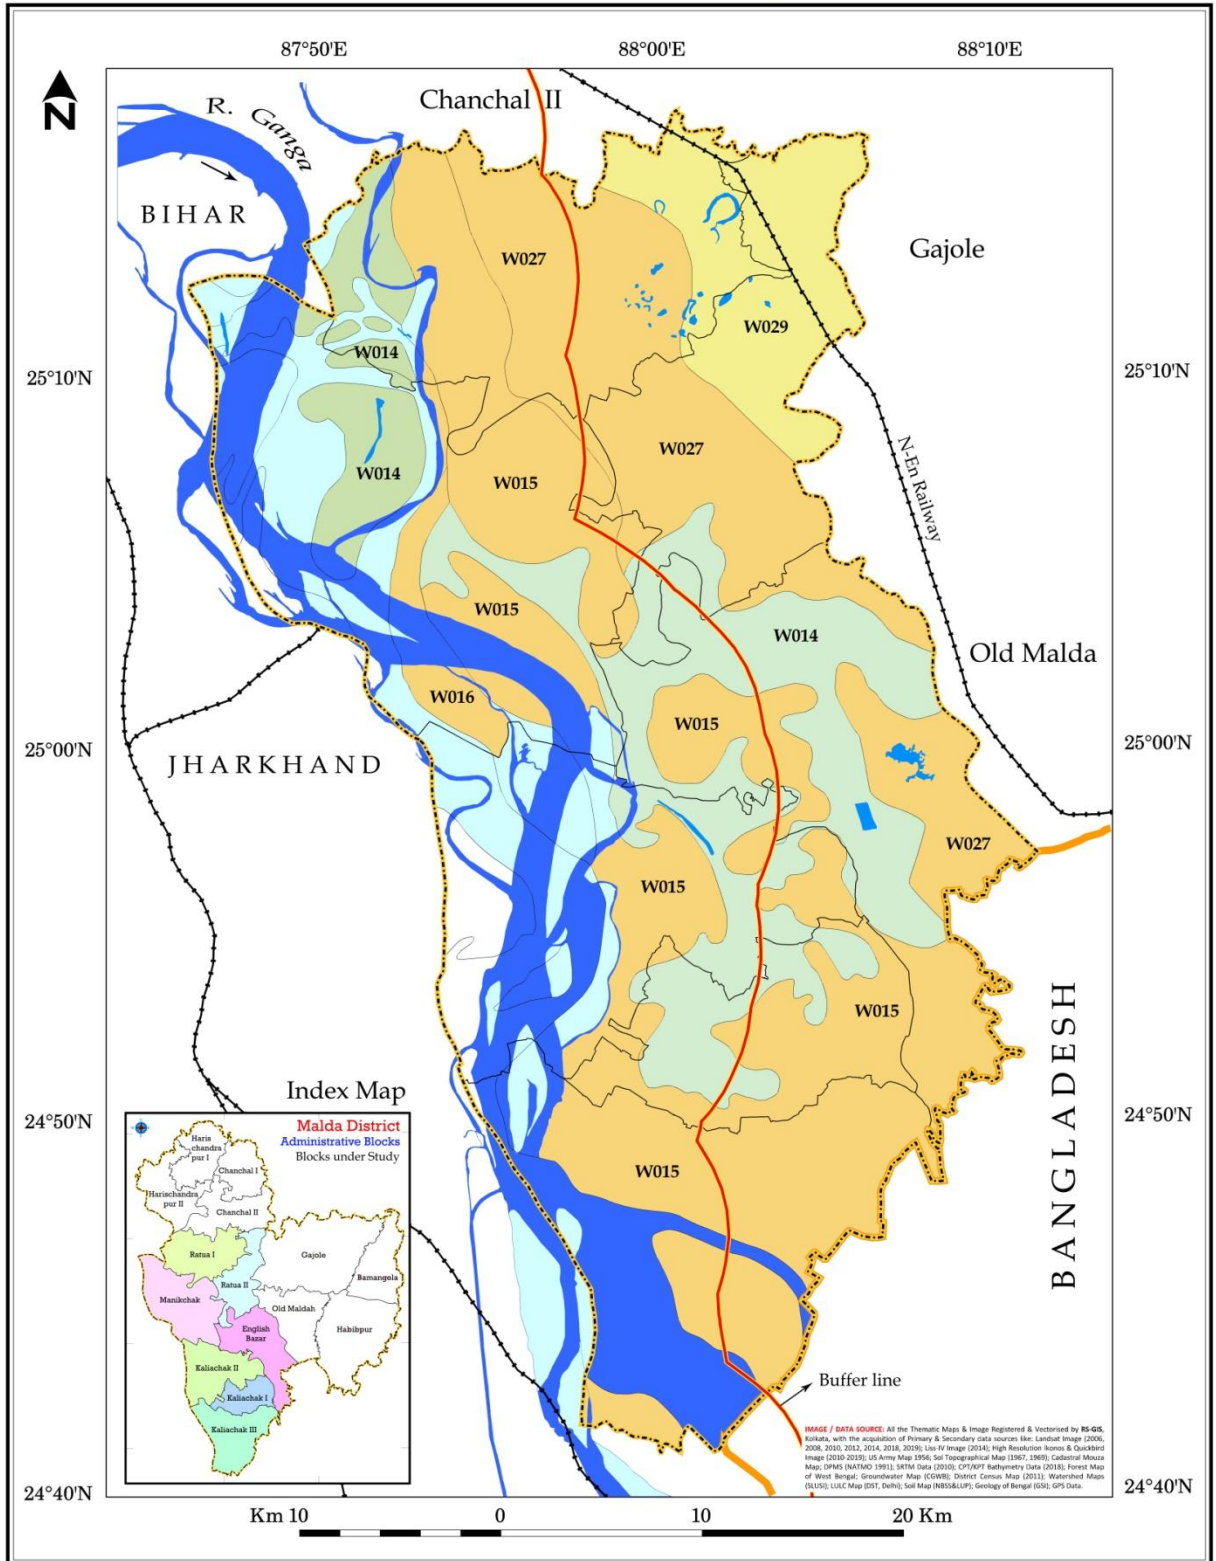 87°50'E
88°00'E
88°10'E
N
Chanchal II
R. Ganga
BIHAR
Gajole
W027
W029
W014
25°10'N
25°10'N
W027
N-En Railway
W014
W015
W015
W014
Old Malda
W016
W015
25°00'N
25°00'N
JHARKHAND
W027
W015
W015
BANGLADESH
Index Map
24°50'N
24°50'N
W015
Malda District
Administrative Blocks
Blocks under Study
Haris
chandra
pur I
Chanchal I
Harischandra
pur II
Chanchal II
Ratua I
Gajole
Bamangola
Ratua II
Manikchak
Old Maldah
English
Bazar
Habibpur
Kaliachak II
Kaliachak I
Kaliachak III
Buffer line
IMAGE / DATA SOURCE: All the Thematic Maps & Image Registered & Vectorised by RS-GIS,
Kolkata, with the acquisition of Primary & Secondary data sources like: Landsat Image (2006,
2008, 2010, 2012, 2014, 2018, 2019); Liss-IV Image (2014); High Resolution Ikonos & Quickbird
Image (2010-2019); US Army Map 1956; SoI Topographical Map (1967, 1969); Cadastral Mouza
Map; DPMS (NATMO 1991); SRTM Data (2010); CPT/KPT Bathymetry Data (2018); Forest Map
of West Bengal; Groundwater Map (CGWB); District Census Map (2011); Watershed Maps
(SLUSI); LULC Map (DST, Delhi); Soil Map (NBSS&LUP); Geology of Bengal (GSI); GPS Data.
24°40'N
24°40'N
Km 10 0 10 20 Km